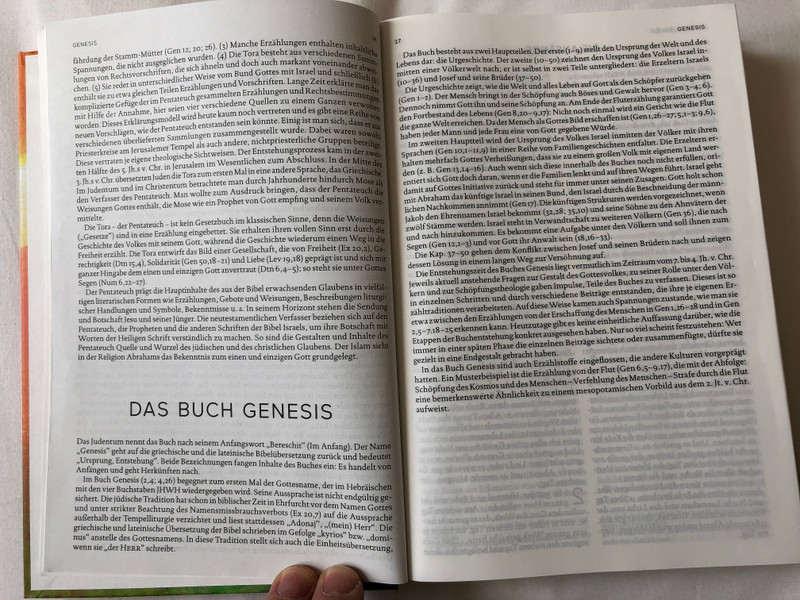 GENESIS
fährdung der Stamm-Mütter (Gen 12; 20; 26). (3) Manche Erzählungen enthalten inhaltliche
Spannungen, die nicht ausgeglichen wurden. (4) Die Tora besteht aus verschiedenen Samm-
lungen von Rechtsvorschriften, die sich ähneln und doch auch markant voneinander abwei-
chen. (5) Sie redet in unterschiedlicher Weise vom Bund Gottes mit Israel und schließlich (6)
enthält sie zu etwa gleichen Teilen Erzählungen und Vorschriften. Lange Zeit erklärte man das
komplizierte Gefüge der im Pentateuch gesammelten Erzählungen und Rechtsbestimmungen
mit Hilfe der Annahme, hier seien vier verschiedene Quellen zu einem Ganzen verwoben
worden. Dieses Erklärungsmodell wird heute kaum noch vertreten und es gibt eine Reihe von
neuen Vorschlägen, wie der Pentateuch entstanden sein könnte. Einig ist man sich, dass er aus
verschiedenen überlieferten Sammlungen zusammengestellt wurde. Dabei waren sowohl
Priesterkreise am Jerusalemer Tempel als auch andere, nichtpriesterliche Gruppen beteiligt.
Diese vertraten je eigene theologische Sichtweisen. Der Entstehungsprozess kam in der zwei-
ten Hälfte des 5. Jh.s v. Chr. in Jerusalem im Wesentlichen zum Abschluss. In der Mitte des
3. Jh.s v. Chr. übersetzen Juden die Tora zum ersten Mal in eine andere Sprache, das Griechische.
Im Judentum und im Christentum betrachtete man durch Jahrhunderte hindurch Mose als
den Verfasser des Pentateuch. Man wollte zum Ausdruck bringen, dass der Pentateuch die
Weisungen Gottes enthält, die Mose wie ein Prophet von Gott empfing und seinem Volk ver-
mittelte.
Die Tora – der Pentateuch – ist kein Gesetzbuch im klassischen Sinne, denn die Weisungen
(„Gesetze") sind in eine Erzählung eingebettet. Sie erhalten ihren vollen Sinn erst durch die
Geschichte des Volkes mit seinem Gott, während die Geschichte wiederum einen Weg in die
Freiheit erzählt. Die Tora entwirft das Bild einer Gesellschaft, die von Freiheit (Ex 20,2), Ge-
rechtigkeit (Dtn 15,4), Solidarität (Gen 50,18–21) und Liebe (Lev 19,18) geprägt ist und sich mit
ganzer Hingabe dem einen und einzigen Gott anvertraut (Dtn 6,4–5); so steht sie unter Gottes
Segen (Num 6,22–27).
Der Pentateuch prägt die Hauptinhalte des aus der Bibel erwachsenden Glaubens in vielfäl-
tigen literarischen Formen wie Erzählungen, Gebote und Weisungen, Beschreibungen liturgi-
scher Handlungen und Symbole, Bekenntnisse u. a. In seinem Horizont stehen die Sendung
und Botschaft Jesu und seiner Jünger. Die neutestamentlichen Verfasser beziehen sich auf den
Pentateuch, die Propheten und die anderen Schriften der Bibel Israels, um ihre Botschaft mit
Worten der Heiligen Schrift verständlich zu machen. So sind die Gestalten und Inhalte des
Pentateuch Quelle und Wurzel des jüdischen und des christlichen Glaubens. Der Islam sieht
in der Religion Abrahams das Bekenntnis zum einen und einzigen Gott grundgelegt.
DAS BUCH GENESIS
Das Judentum nennt das Buch nach seinem Anfangswort „Bereschit" (Im Anfang). Der Name
„Genesis" geht auf die griechische und die lateinische Bibelübersetzung zurück und bedeutet
„Ursprung, Entstehung". Beide Bezeichnungen fangen Inhalte des Buches ein: Es handelt von
Anfängen und geht Herkünften nach.
Im Buch Genesis (2,4; 4,26) begegnet zum ersten Mal der Gottesname, der im Hebräischen
mit den vier Buchstaben JHWH wiedergegeben wird. Seine Aussprache ist nicht endgültig ge-
sichert. Die jüdische Tradition hat schon in biblischer Zeit in Ehrfurcht vor dem Namen Gottes
und unter strikter Beachtung des Namensmissbrauchsverbots (Ex 20,7) auf die Aussprache
außerhalb der Tempelliturgie verzichtet und liest stattdessen „Adonaj", „(mein) Herr". Die
griechische und lateinische Übersetzung der Bibel schrieben im Gefolge „kyrios" bzw. „domi-
nus" anstelle des Gottesnamens. In diese Tradition stellt sich auch die Einheitsübersetzung,
wenn sie „der HERR" schreibt.
17
GENESIS
Das Buch besteht aus zwei Hauptteilen. Der erste (1–9) stellt den Ursprung der Welt und des
Lebens dar: die Urgeschichte. Der zweite (10–50) zeichnet den Ursprung des Volkes Israel in-
mitten einer Völkerwelt nach; er ist selbst in zwei Teile untergliedert: die Erzeltern Israels
(10–36) und Josef und seine Brüder (37–50).
Die Urgeschichte zeigt, wie die Welt und alles Leben auf Gott als den Schöpfer zurückgehen
(Gen 1–2). Der Mensch bringt in die Schöpfung auch Böses und Gewalt hervor (Gen 3–4; 6).
Dennoch nimmt Gott ihn und seine Schöpfung an. Am Ende der Fluterzählung garantiert Gott
den Fortbestand des Lebens (Gen 8,20–9,17): Nicht noch einmal wird ein Gericht wie die Flut
die ganze Welt erreichen. Da der Mensch als Gottes Bild erschaffen ist (Gen 1,26–27; 5,1–3; 9,6),
haben jeder Mann und jede Frau eine von Gott gegebene Würde.
Im zweiten Hauptteil wird der Ursprung des Volkes Israel inmitten der Völker mit ihren
Sprachen (Gen 10,1–11,9) in einer Reihe von Familiengeschichten entfaltet. Die Erzeltern er-
halten mehrfach Gottes Verheißungen, dass sie zu einem großen Volk mit eigenem Land wer-
den (z. B. Gen 13,14–16). Auch wenn sich diese innerhalb des Buches noch nicht erfüllen, ori-
entiert sich Gott doch daran, wenn er die Familien lenkt und auf ihren Wegen führt. Israel geht
damit auf Gottes Initiative zurück und steht für immer unter seinem Zusagen. Gott holt schon
mit Abraham das künftige Israel in seinen Bund, den Israel durch die Beschneidung der männ-
lichen Nachkommen annimmt (Gen 17). Die künftigen Strukturen werden vorgezeichnet, wenn
Jakob den Ehrennamen Israel bekommt (32,28; 35,10) und seine Söhne zu den Ahnvätern der
zwölf Stämme werden. Israel steht in Verwandtschaft zu weiteren Völkern (Gen 36), die nach
und nach hinzukommen. Es bekommt eine Aufgabe unter den Völkern und soll ihnen zum
Segen (Gen 12,1–3) und vor Gott ihr Anwalt sein (18,16–33).
Die Kap. 37–50 gehen dem Konflikt zwischen Josef und seinen Brüdern nach und zeigen
dessen Lösung in einem langen Weg zur Versöhnung auf.
Die Entstehungszeit des Buches Genesis liegt vermutlich im Zeitraum vom 7. bis 4. Jh. v. Chr.
Jeweils aktuell anstehende Fragen zur Gestalt des Gottesvolkes, zu seiner Rolle unter den Völ-
kern und zur Schöpfungstheologie gaben Impulse, Teile des Buches zu verfassen. Dieses ist so
in einzelnen Schritten und durch verschiedene Beiträge entstanden, die ihre je eigenen Er-
zähltraditionen verarbeiteten. Auf diese Weise kamen auch Spannungen zustande, wie man sie
etwa zwischen den Erzählungen von der Erschaffung des Menschen in Gen 1,26–28 und in Gen
2,5–7.18–25 erkennen kann. Heutzutage gibt es keine einheitliche Auffassung darüber, wie die
Etappen der Buchentstehung konkret ausgesehen haben. Nur so viel scheint festzustehen: Wer
immer in einer späten Phase die einzelnen Beiträge sichtete oder zusammenfügte, dürfte sie
gezielt in eine Endgestalt gebracht haben.
In das Buch Genesis sind auch Erzählstoffe eingeflossen, die andere Kulturen vorgeprägt
hatten. Ein Musterbeispiel ist die Erzählung von der Flut (Gen 6,5–9,17), die mit der Abfolge:
Schöpfung des Kosmos und des Menschen – Verfehlung des Menschen – Strafe durch die Flut
eine bemerkenswerte Ähnlichkeit zu einem mesopotamischen Vorbild aus dem 2. Jt. v. Chr.
aufweist.